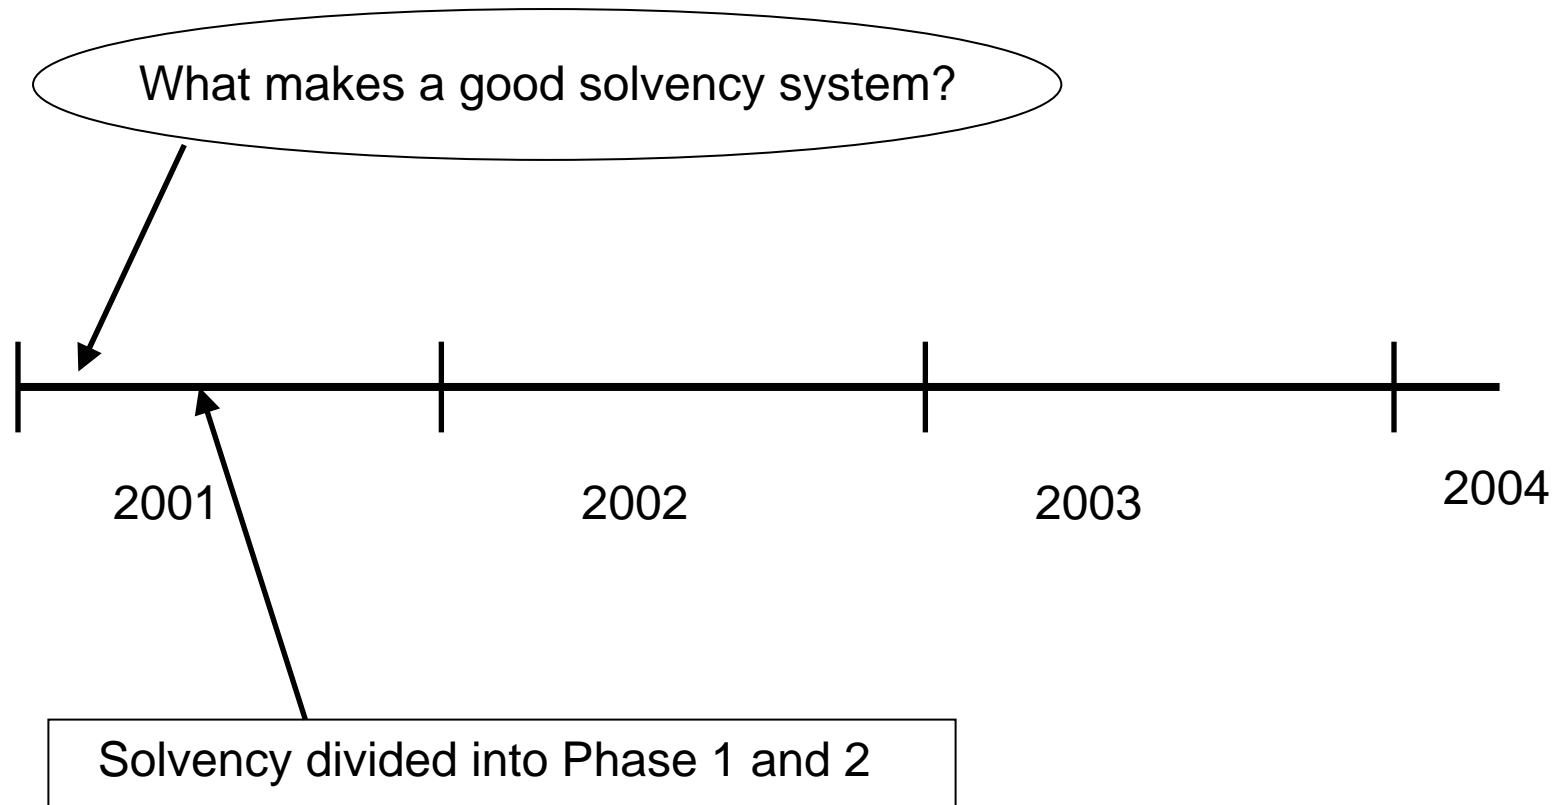 What makes a good solvency system?
2001 2002 2003 2004
Solvency divided into Phase 1 and 2